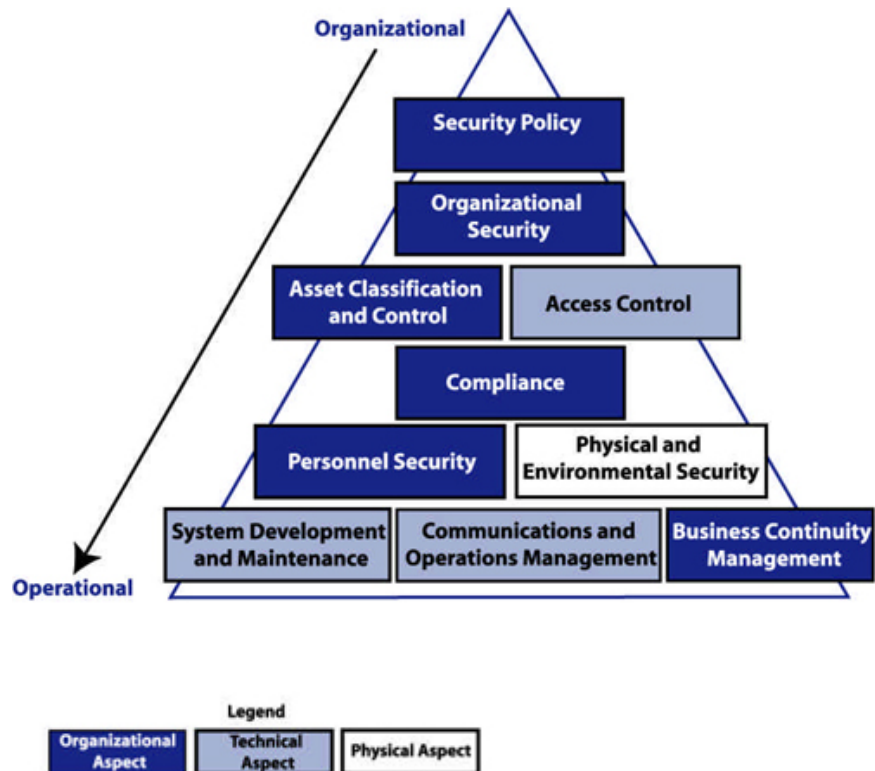 Organizational
Security Policy
Organizational
Security
Asset Classification
and Control
Access Control
Compliance
Personnel Security
Physical and
Environmental Security
System Development
and Maintenance
Communications and
Operations Management
Business Continuity
Management
Operational
Legend
Organizational
Aspect
Technical
Aspect
Physical Aspect